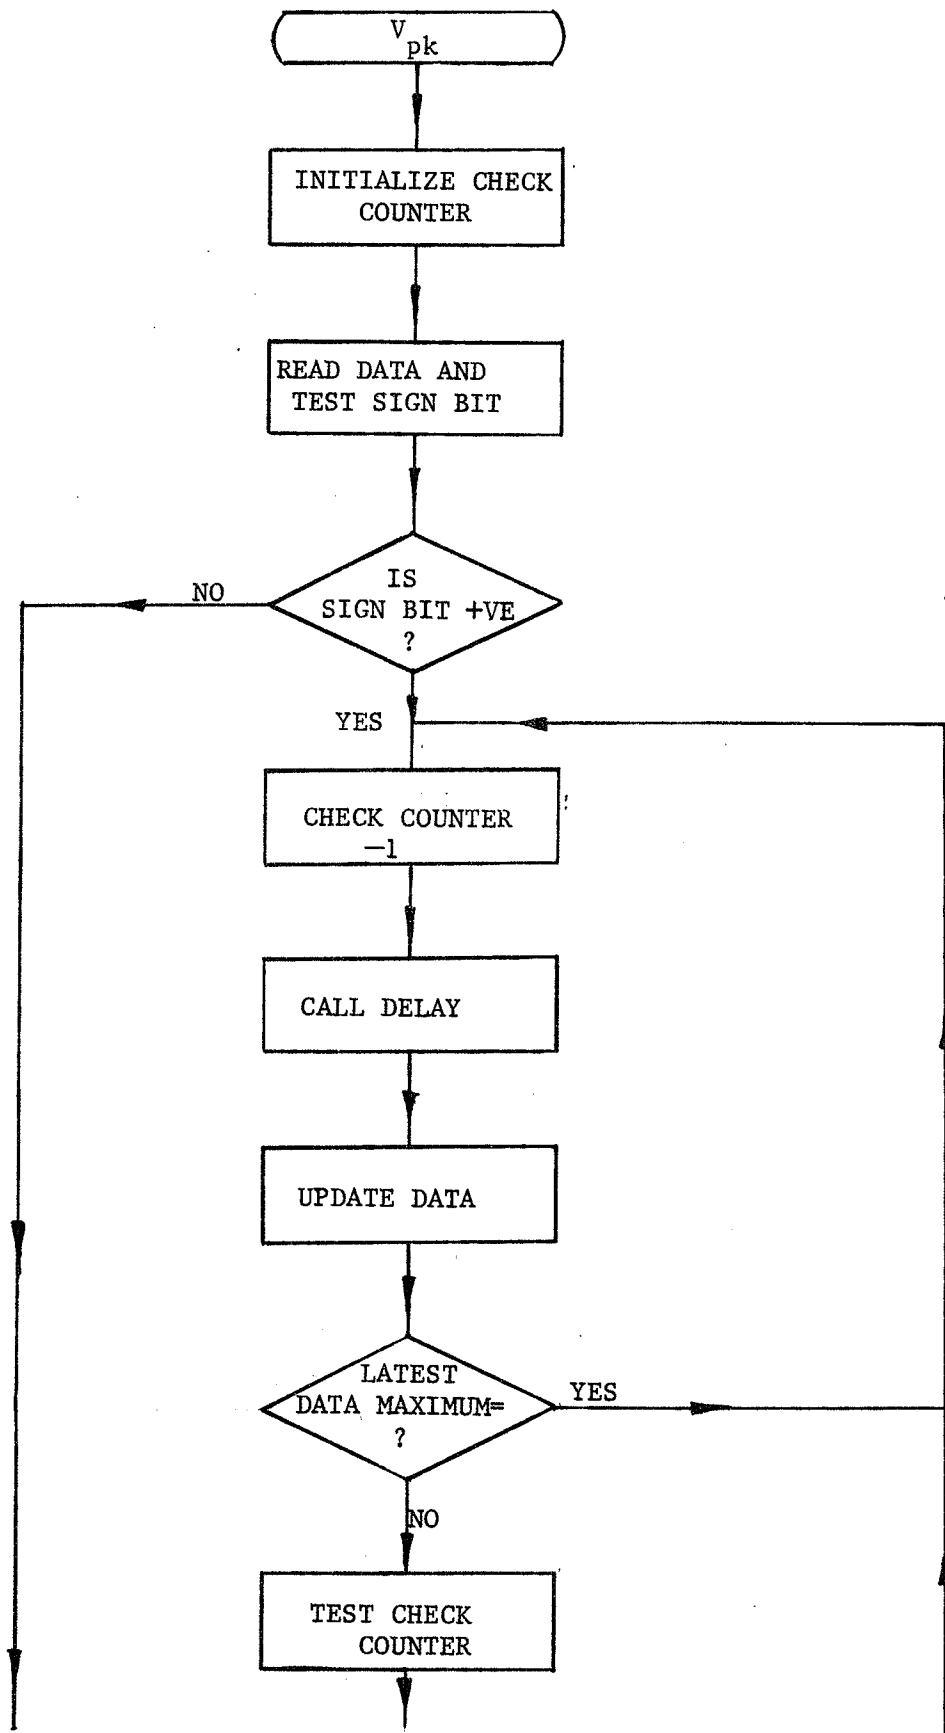 V
pk
INITIALIZE CHECK
COUNTER
READ DATA AND
TEST SIGN BIT
IS
SIGN BIT +VE
?
NO
YES
CHECK COUNTER
—1
CALL DELAY
UPDATE DATA
LATEST
DATA MAXIMUM=
?
YES
NO
TEST CHECK
COUNTER